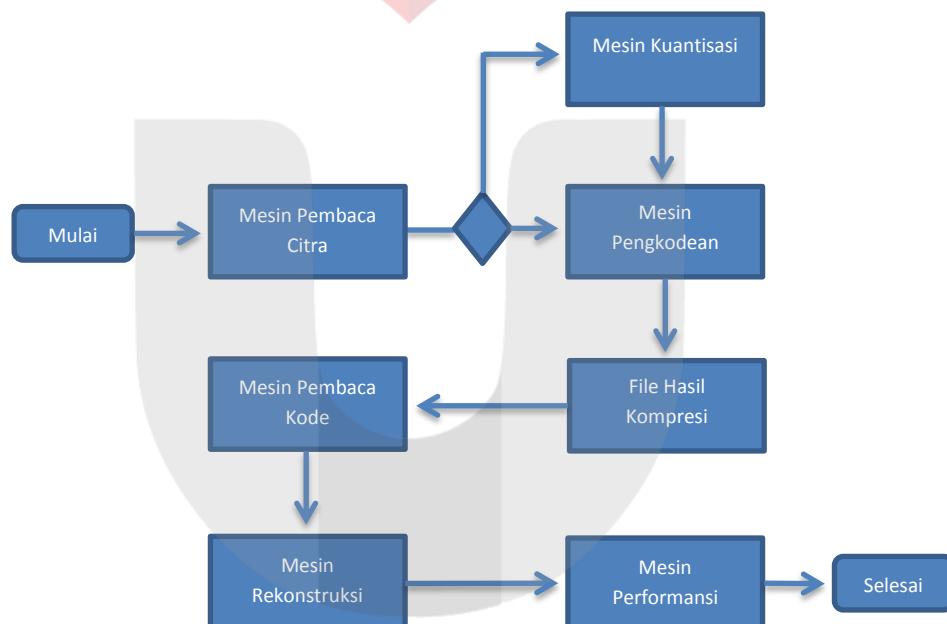 Mesin Kuantisasi
Mulai
Mesin Pembaca
Citra
Mesin
Pengkodean
Mesin Pembaca
Kode
File Hasil
Kompresi
Mesin
Rekonstruksi
Mesin
Performansi
Selesai